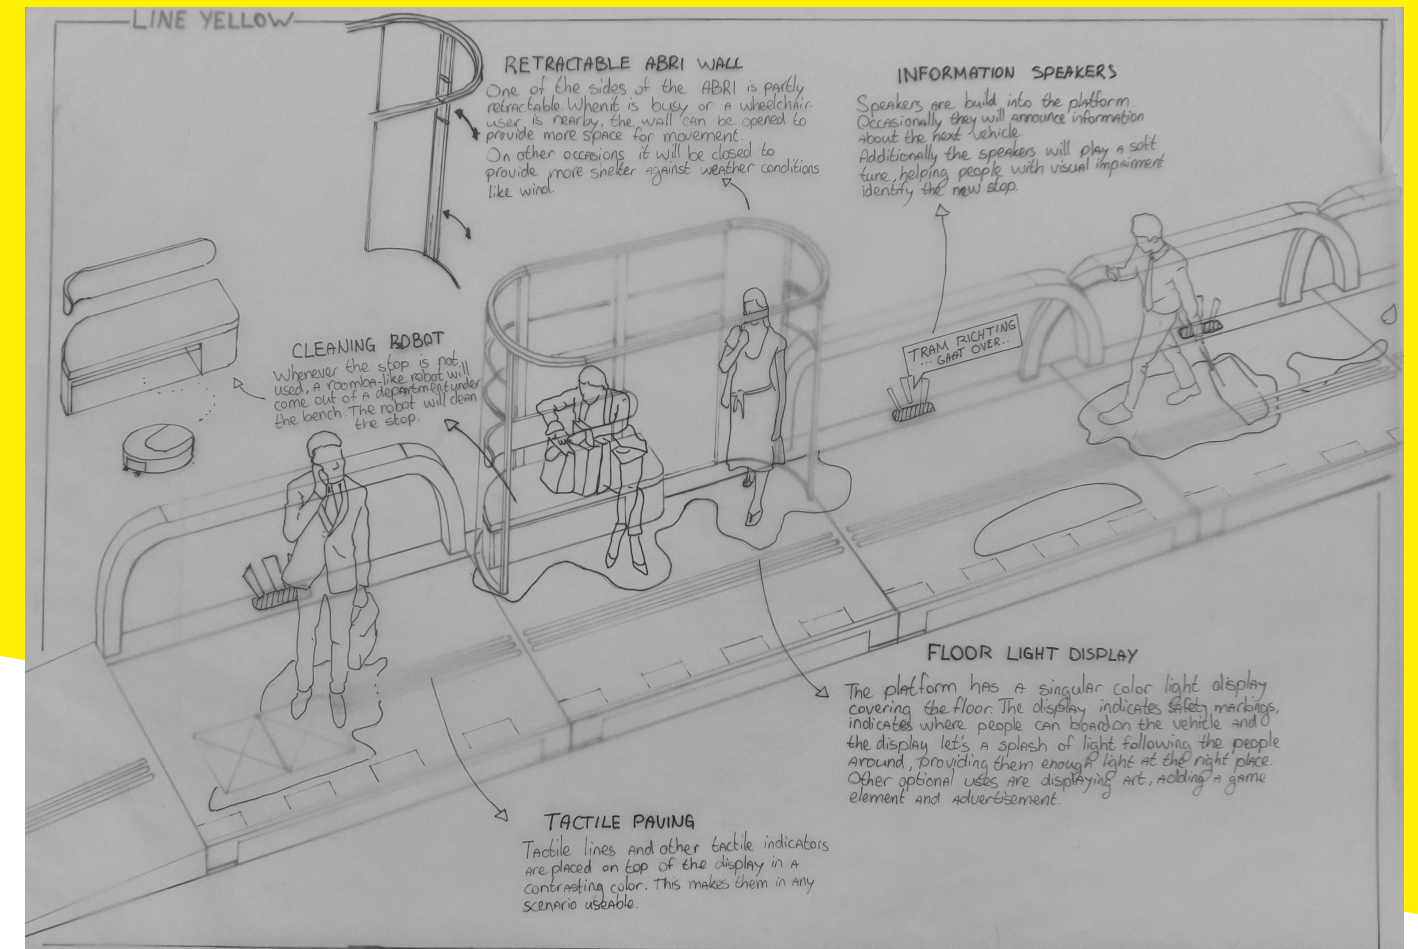 LINE YELLOW
RETRACTABLE ABRI WALL
One of the sides of the ABRI is partly
retractable. When it is busy or a wheelchair-
user is nearby, the wall can be opened to
provide more space for movement.
On other occasions it will be closed to
provide more shelter against weather conditions
like wind.
INFORMATION SPEAKERS
Speakers are build into the platform.
Occasionally they will announce information
about the next vehicle
Additionally the speakers will play a soft
tune, helping people with visual impairment
identify the new stop.
CLEANING ROBOT
Whenever the stop is not
used, a roomba-like robot will
come out of a department under
the bench. The robot will clean
the stop.
TRAM RICHTING
... GAAT OVER...
FLOOR LIGHT DISPLAY
The platform has a singular color light display
covering the floor. The display indicates safety markings,
indicates where people can board on the vehicle and
the display let's a splash of light following the people
around, providing them enough light at the right place.
Other optional uses are displaying art, adding a game
element and advertisement.
TACTILE PAVING
Tactile lines and other tactile indicators
are placed on top of the display in a
contrasting color. This makes them in any
scenario useable.